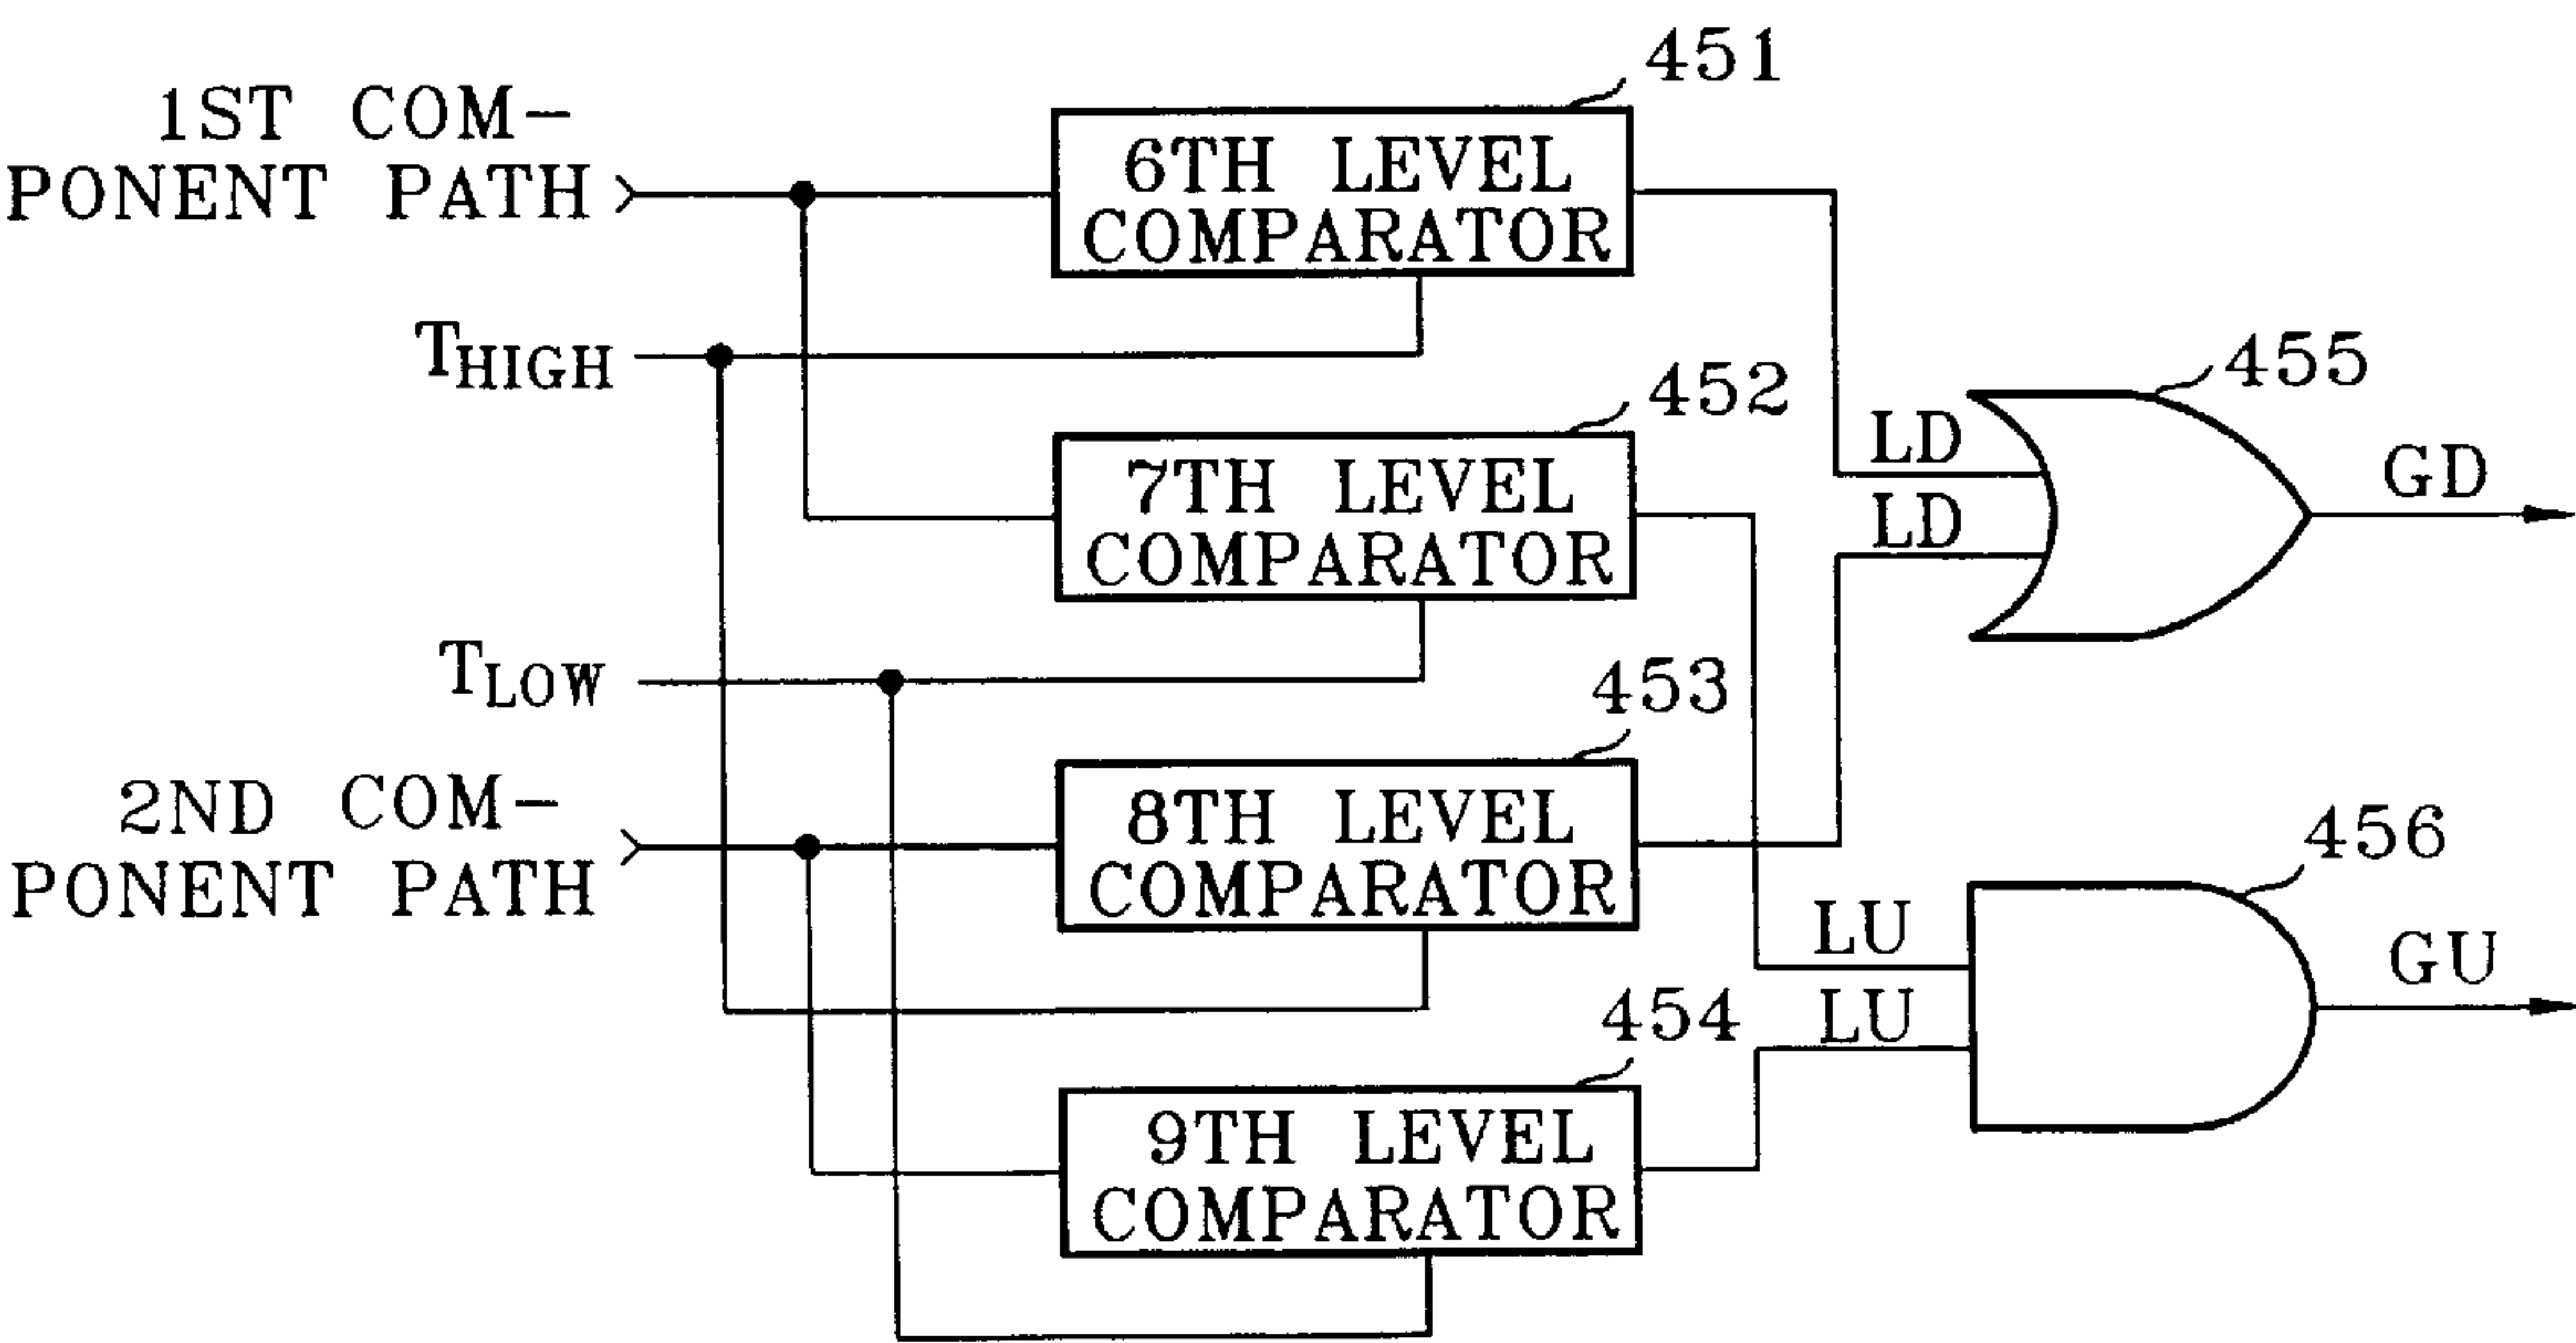 451
1ST COM-
PONENT PATH
6TH LEVEL
COMPARATOR
THIGH
452
455
7TH LEVEL
COMPARATOR
LD
LD
GD
TLOW
453
2ND COM-
PONENT PATH
8TH LEVEL
COMPARATOR
456
LU
LU
GU
454
9TH LEVEL
COMPARATOR